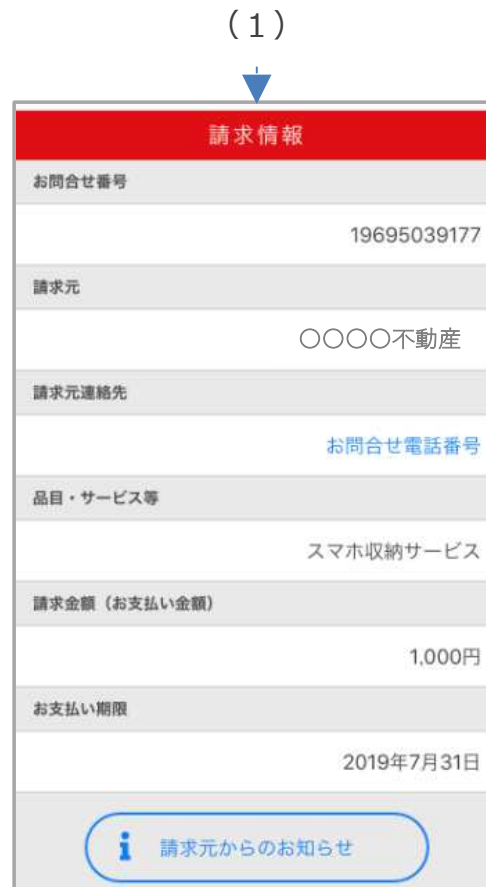 （1）
請求情報
お問合せ番号
19695039177
請求元
〇〇〇〇不動産
請求元連絡先
お問合せ電話番号
品目・サービス等
スマホ収納サービス
請求金額（お支払い金額）
1,000円
お支払い期限
2019年7月31日
i 請求元からのお知らせ